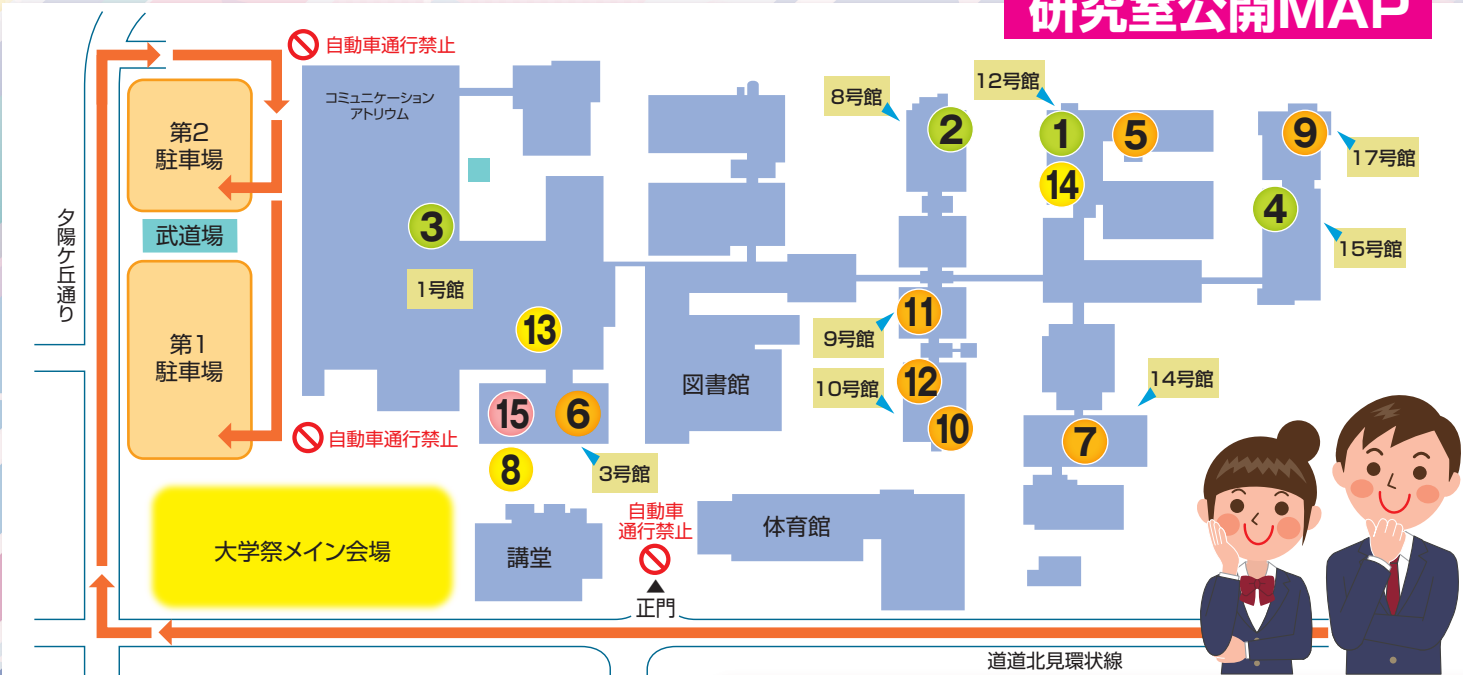 研究室公開MAP
自動車通行禁止
コミュニケーション
アトリウム
第2
駐車場
武道場
夕陽ケ丘通り
第1
駐車場
自動車通行禁止
大学祭メイン会場
3
1号館
13
15
6
8
3号館
講堂
図書館
自動車
通行禁止
正門
体育館
8号館
2
12号館
1
5
14
9
17号館
4
15号館
11
9号館
12
10号館
10
14号館
7
道道北見環状線